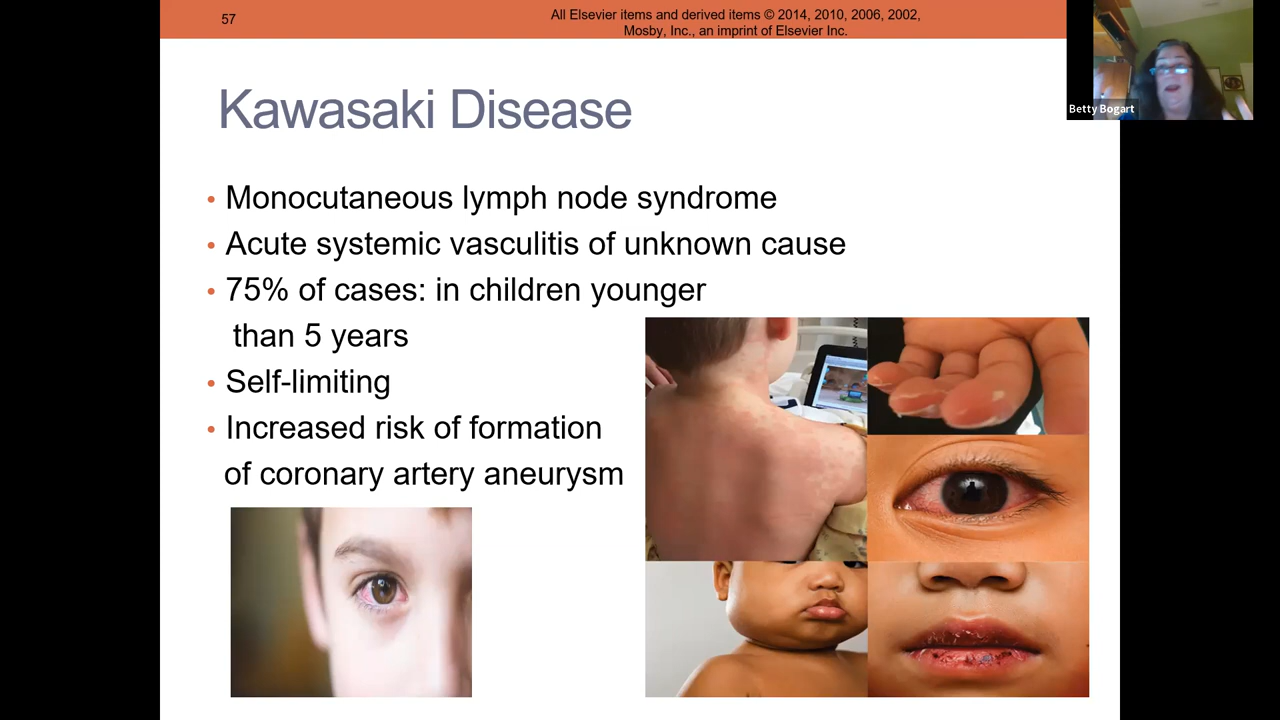 57
All Elsevier items and derived items © 2014, 2010, 2006, 2002,
Mosby, Inc., an imprint of Elsevier Inc.
Betty Bogart
Kawasaki Disease
• Monocutaneous lymph node syndrome
• Acute systemic vasculitis of unknown cause
• 75% of cases: in children younger
than 5 years
• Self-limiting
• Increased risk of formation
of coronary artery aneurysm